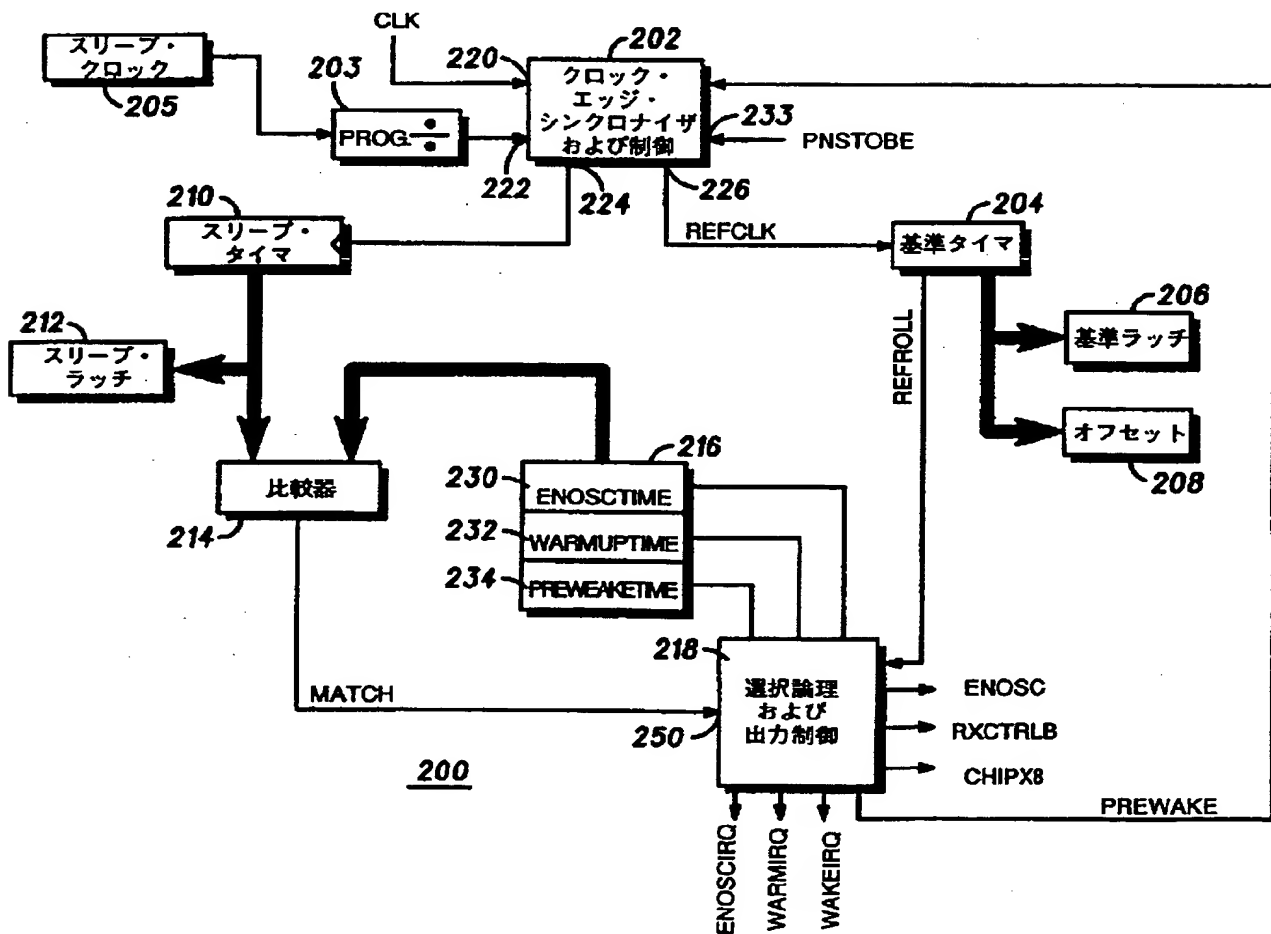 CLK
スリープ・
クロック
205
203
PROG.
220
202
クロック・
エッジ・
シンクロナイザ
および制御
233
PNSTOBE
222
224
226
REFCLK
210
スリープ・
タイマ
204
基準タイマ
212
スリープ・
ラッチ
206
基準ラッチ
REFROLL
オフセット
208
比較器
214
216
230
ENOSCTIME
232
WARMUPTIME
234
PREWEAKETIME
218
選択論理
および
出力制御
250
MATCH
ENOSC
RXCTRLB
CHIPX8
PREWAKE
200
ENOSCIRQ
WARMIRQ
WAKEIRQ